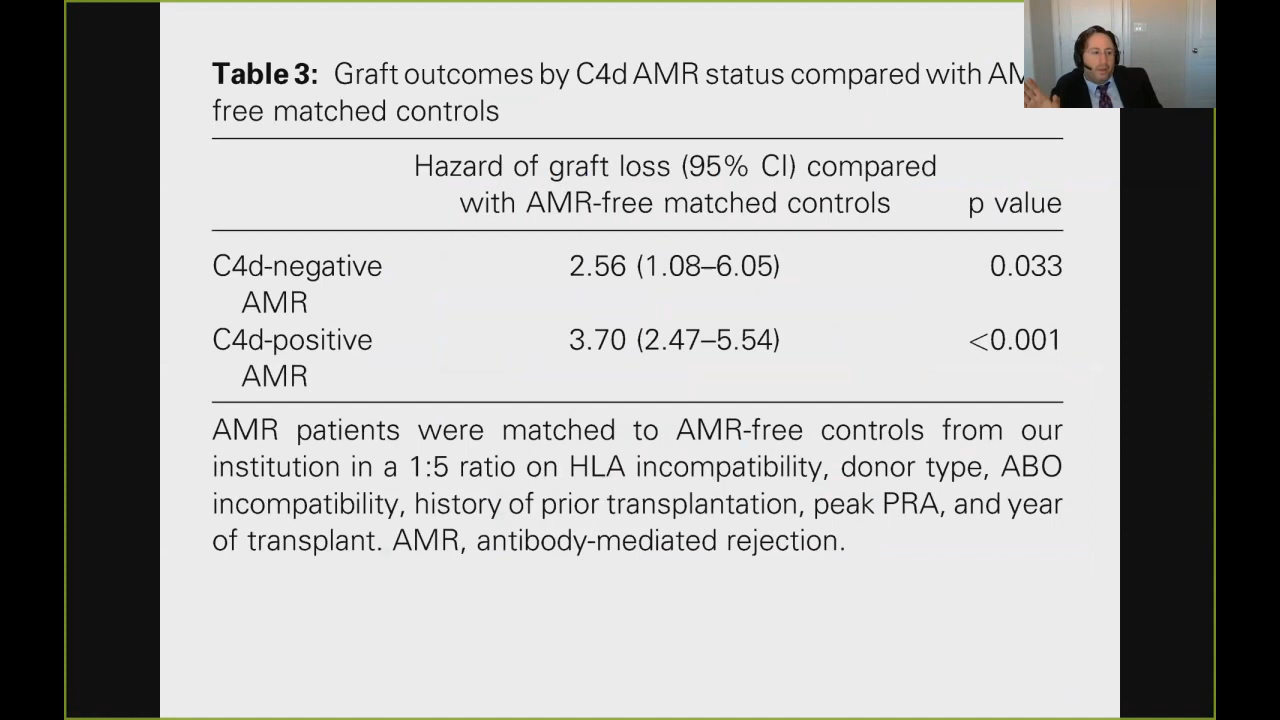 Table 3: Graft outcomes by C4d AMR status compared with
free matched controls
Hazard of graft loss (95% CI) compared
with AMR-free matched controls p value
C4d-negative 2.56 (1.08–6.05) 0.033
AMR
C4d-positive 3.70 (2.47–5.54) <0.001
AMR
AMR patients were matched to AMR-free controls from our
institution in a 1:5 ratio on HLA incompatibility, donor type, ABO
incompatibility, history of prior transplantation, peak PRA, and year
of transplant. AMR, antibody-mediated rejection.